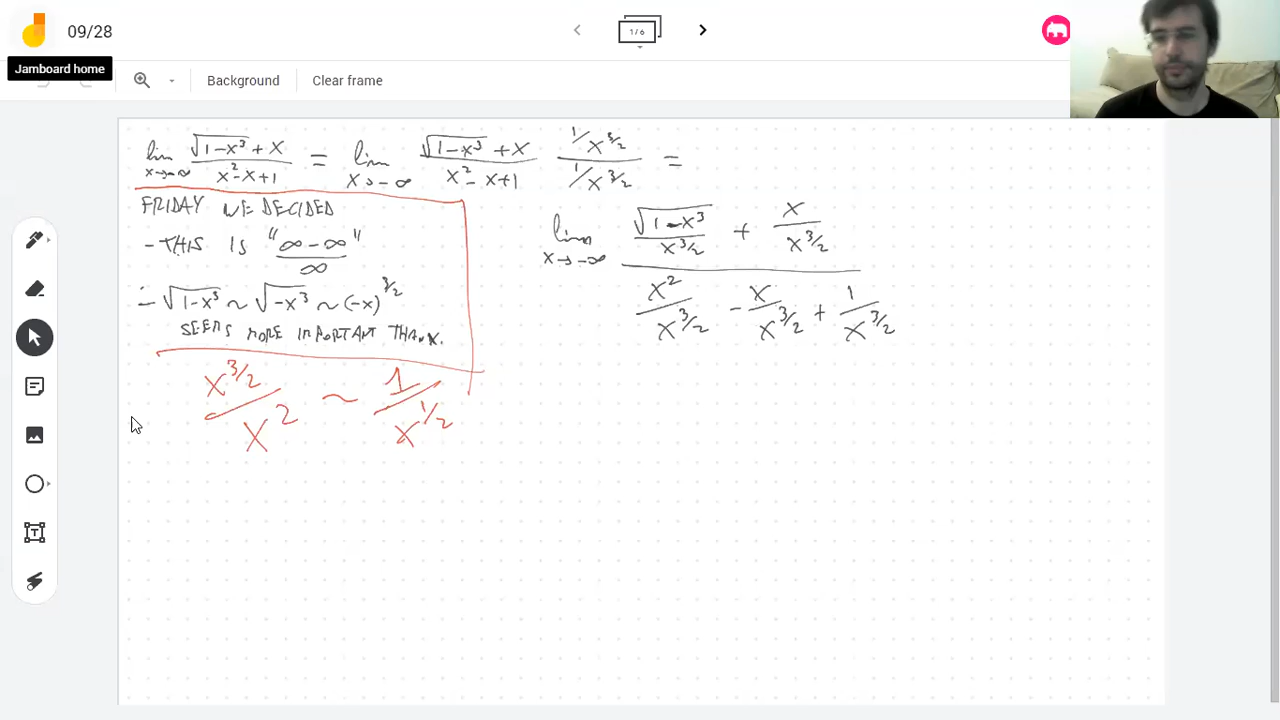 09/28
1/6
Jamboard home
Background
Clear frame
lim x→-∞ (√(1-x³) + x)/(x²-x+1) = lim x→-∞ (√(1-x³) + x)/(x²-x+1) (1/x^(3/2))/(1/x^(3/2)) =
FRIDAY WE DECIDED
- THIS IS "(∞-∞)/∞"
- √(1-x³) ~ √(-x³) ~ (-x)^(3/2)
SEEMS MORE IMPORTANT THAN X.
x^(3/2)/x² ~ 1/x^(1/2)
lim x→-∞ (√(1-x³)/x^(3/2) + x/x^(3/2))/(x²/x^(3/2) - x/x^(3/2) + 1/x^(3/2))